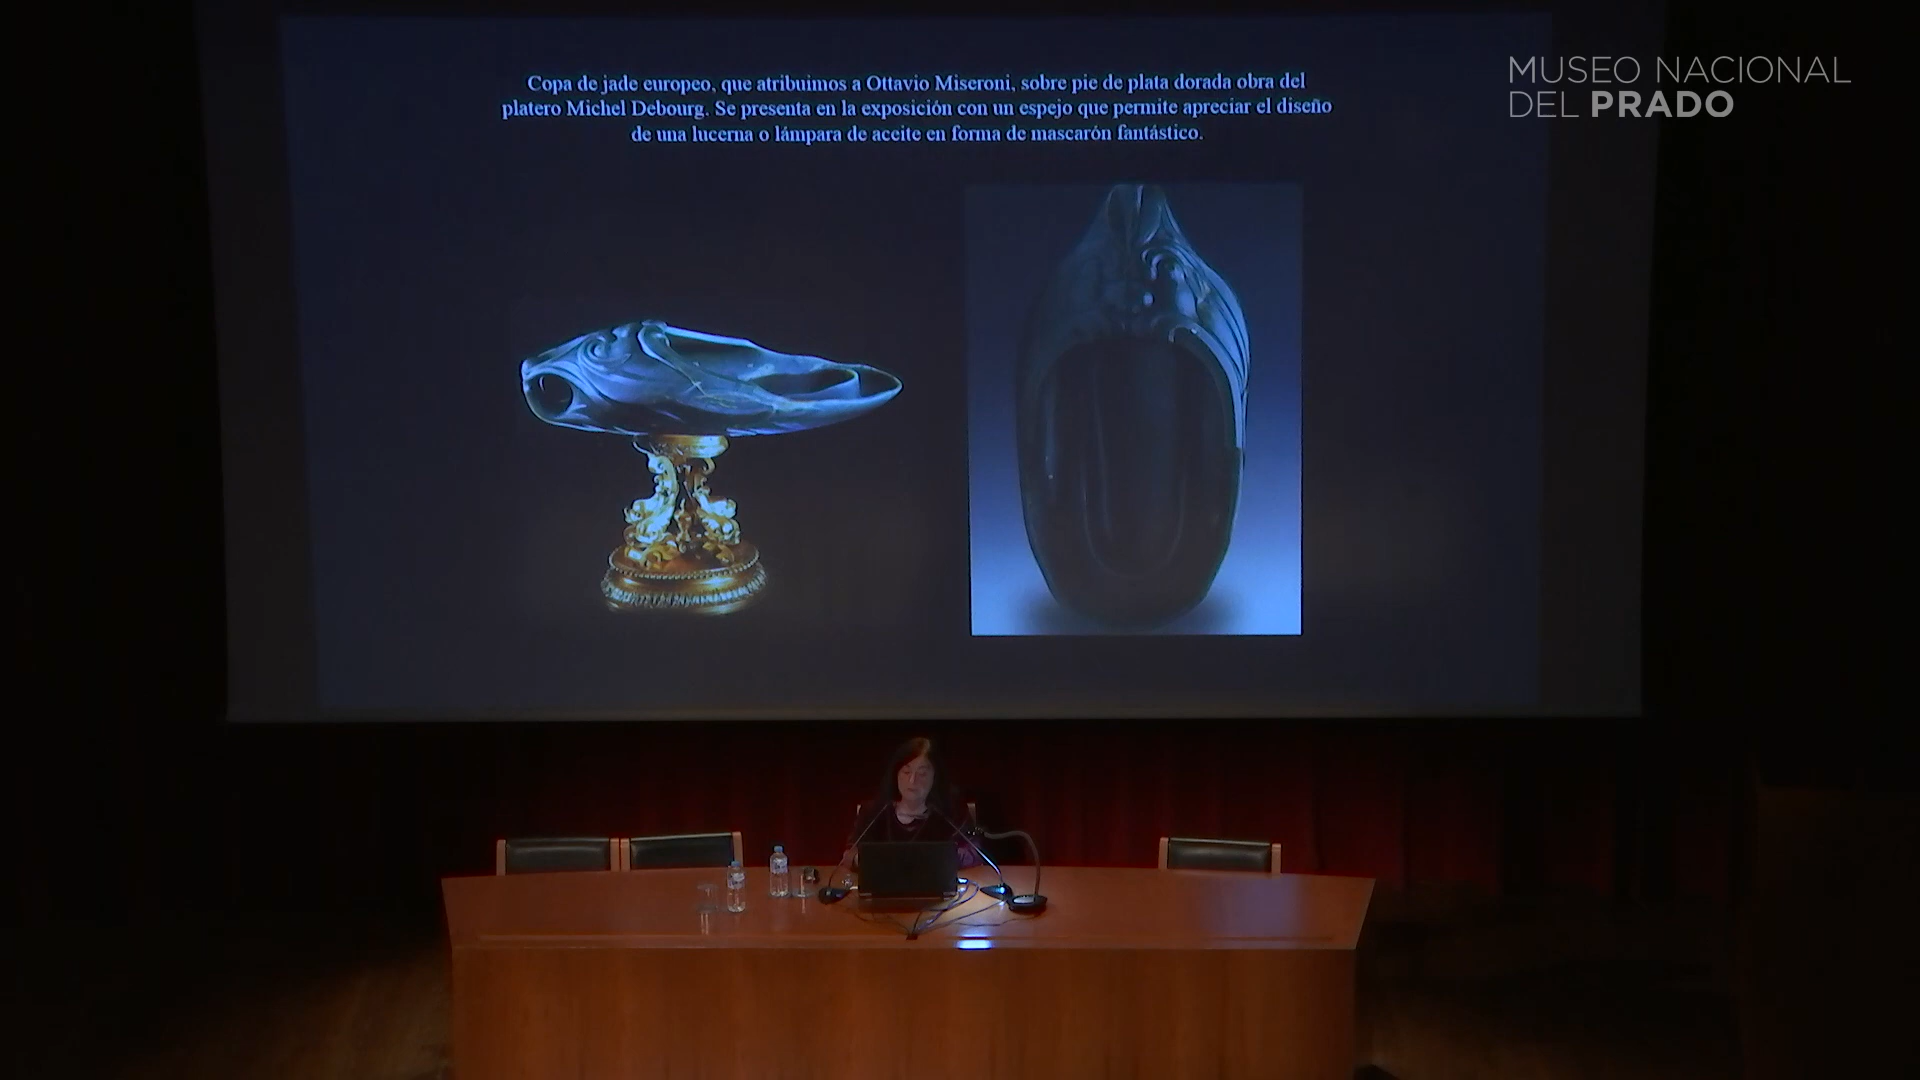 Copa de jade europeo, que atribuimos a Ottavio Miseroni, sobre pie de plata dorada obra del
platero Michel Debourg. Se presenta en la exposición con un espejo que permite apreciar el diseño
de una lucerna o lámpara de aceite en forma de mascarón fantástico.
MUSEO NACIONAL
DEL PRADO